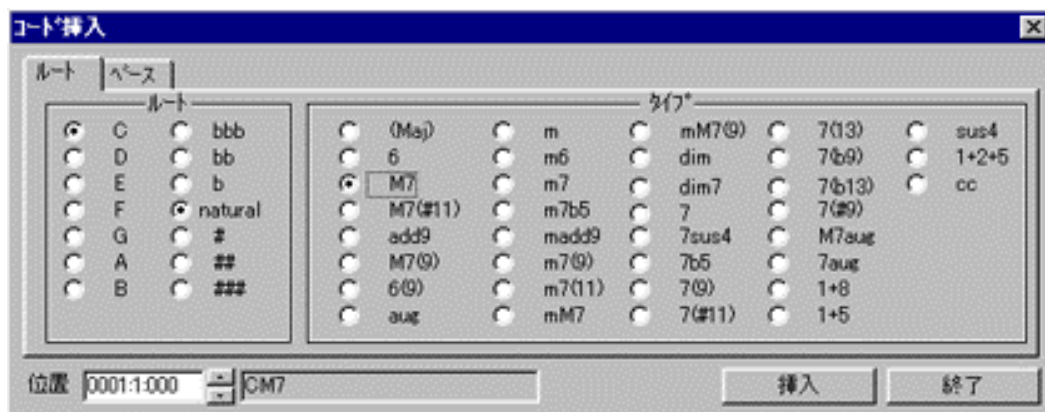 コード挿入
ルート ベース
ルート
C bbb
D bb
E b
F natural
G #
A ##
B ###
タイプ
(Maj) m mM7(9) 7(13) sus4
6 m6 dim 7(b9) 1+2+5
M7 m7 dim7 7(b13) cc
M7(#11) m7b5 7 7(#9)
add9 madd9 7sus4 M7aug
M7(9) m7(9) 7b5 7aug
6(9) m7(11) 7(9) 1+8
aug mM7 7(#11) 1+5
位置 0001:1:000 CM7 挿入 終了